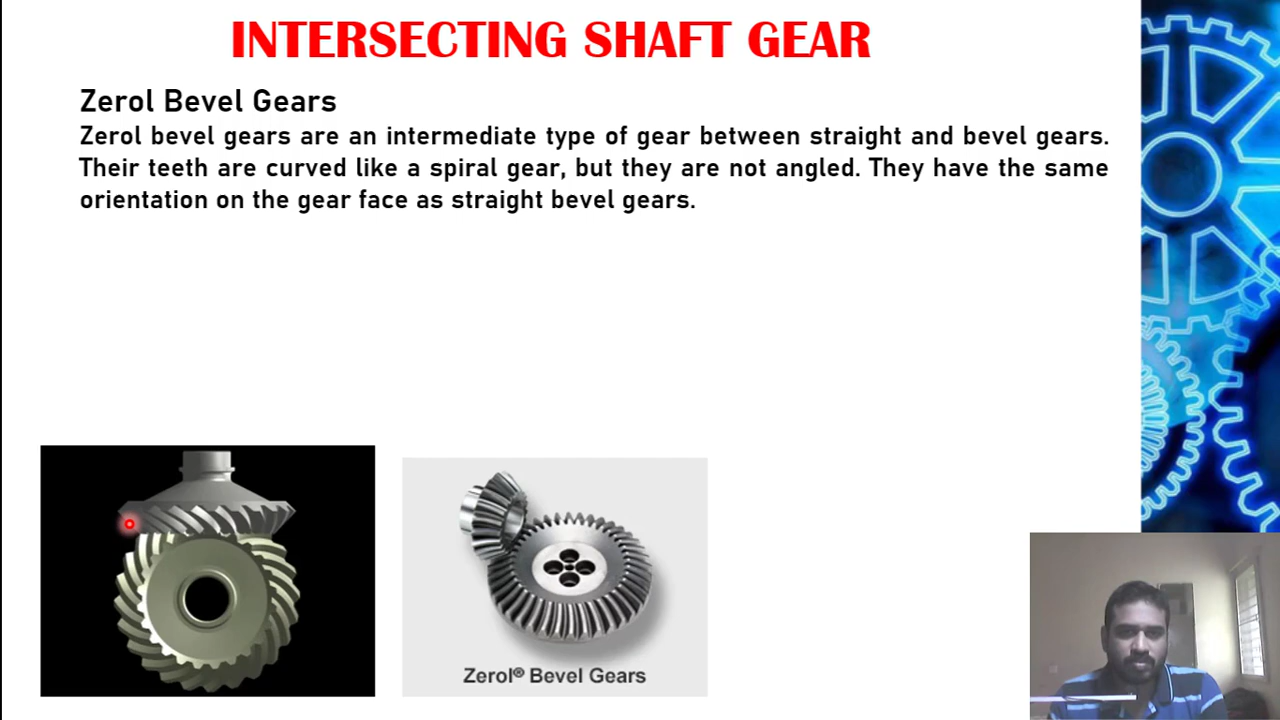 INTERSECTING SHAFT GEAR
Zerol Bevel Gears
Zerol bevel gears are an intermediate type of gear between straight and bevel gears.
Their teeth are curved like a spiral gear, but they are not angled. They have the same
orientation on the gear face as straight bevel gears.
Zerol® Bevel Gears